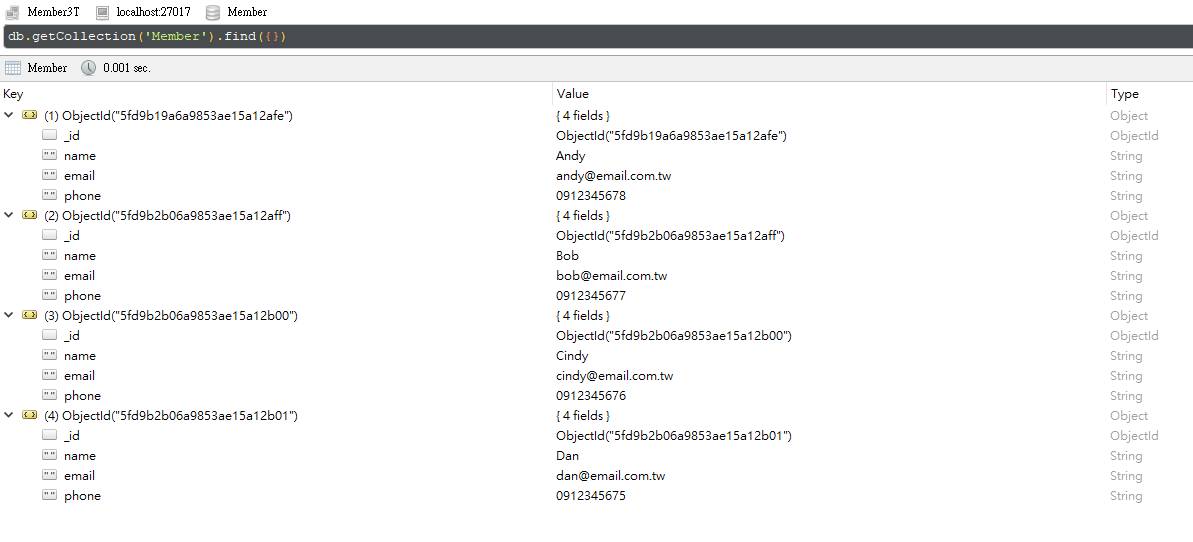 Member3T localhost:27017 Member
db.getCollection('Member').find({})
Member 0.001 sec.
Key Value Type
(1) ObjectId("5fd9b19a6a9853ae15a12afe") { 4 fields } Object
_id ObjectId("5fd9b19a6a9853ae15a12afe") ObjectId
name Andy String
email andy@email.com.tw String
phone 0912345678 String
(2) ObjectId("5fd9b2b06a9853ae15a12aff") { 4 fields } Object
_id ObjectId("5fd9b2b06a9853ae15a12aff") ObjectId
name Bob String
email bob@email.com.tw String
phone 0912345677 String
(3) ObjectId("5fd9b2b06a9853ae15a12b00") { 4 fields } Object
_id ObjectId("5fd9b2b06a9853ae15a12b00") ObjectId
name Cindy String
email cindy@email.com.tw String
phone 0912345676 String
(4) ObjectId("5fd9b2b06a9853ae15a12b01") { 4 fields } Object
_id ObjectId("5fd9b2b06a9853ae15a12b01") ObjectId
name Dan String
email dan@email.com.tw String
phone 0912345675 String